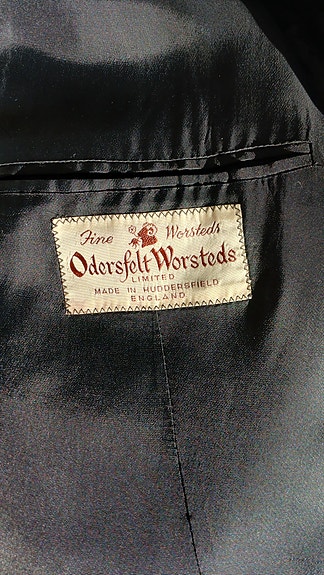 Fine Worsteds
Odersfelt Worsteds
LIMITED
MADE IN HUDDERSFIELD
ENGLAND